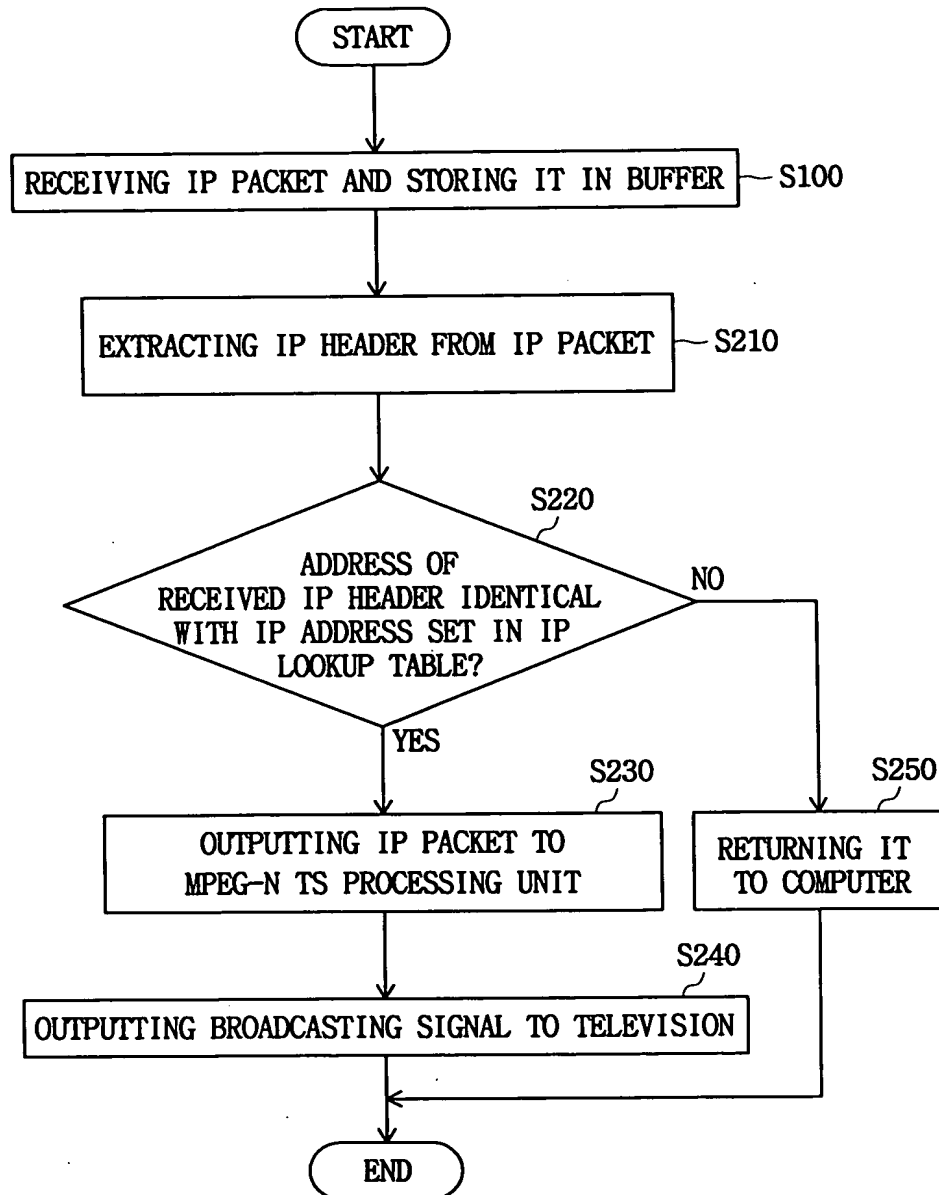 START
RECEIVING IP PACKET AND STORING IT IN BUFFER
S100
EXTRACTING IP HEADER FROM IP PACKET
S210
S220
ADDRESS OF
RECEIVED IP HEADER IDENTICAL
WITH IP ADDRESS SET IN IP
LOOKUP TABLE?
NO
YES
S230
OUTPUTTING IP PACKET TO
MPEG-N TS PROCESSING UNIT
S250
RETURNING IT
TO COMPUTER
S240
OUTPUTTING BROADCASTING SIGNAL TO TELEVISION
END